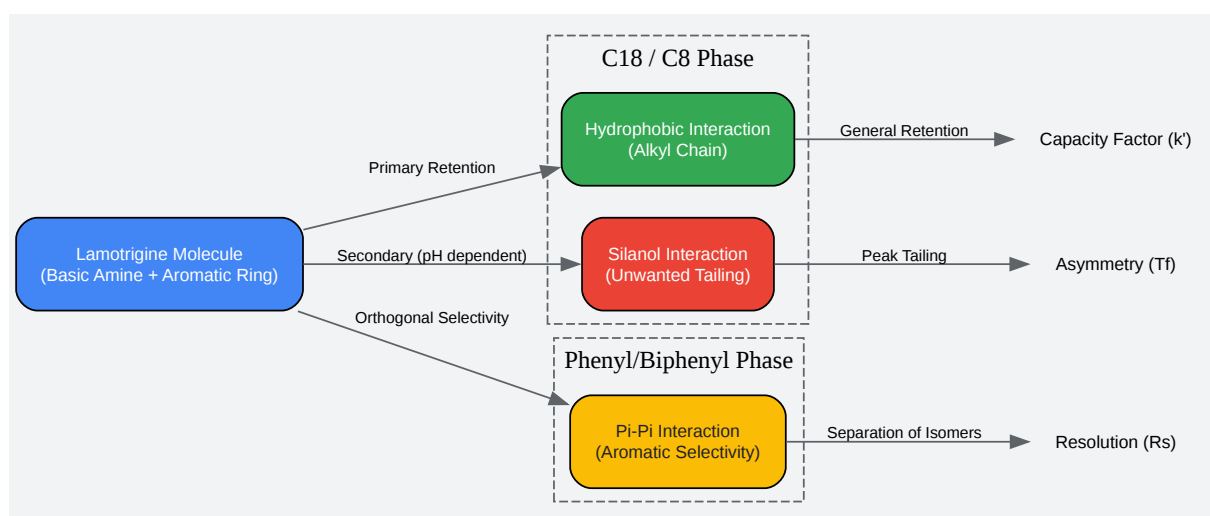 C18 / C8 Phase
Hydrophobic Interaction
(Alkyl Chain)
General Retention
Capacity Factor (k')
Primary Retention
Lamotrigine Molecule
(Basic Amine + Aromatic Ring)
Secondary (pH dependent)
Silanol Interaction
(Unwanted Tailing)
Peak Tailing
Asymmetry (Tf)
Orthogonal Selectivity
Phenyl/Biphenyl Phase
Pi-Pi Interaction
(Aromatic Selectivity)
Separation of Isomers
Resolution (Rs)